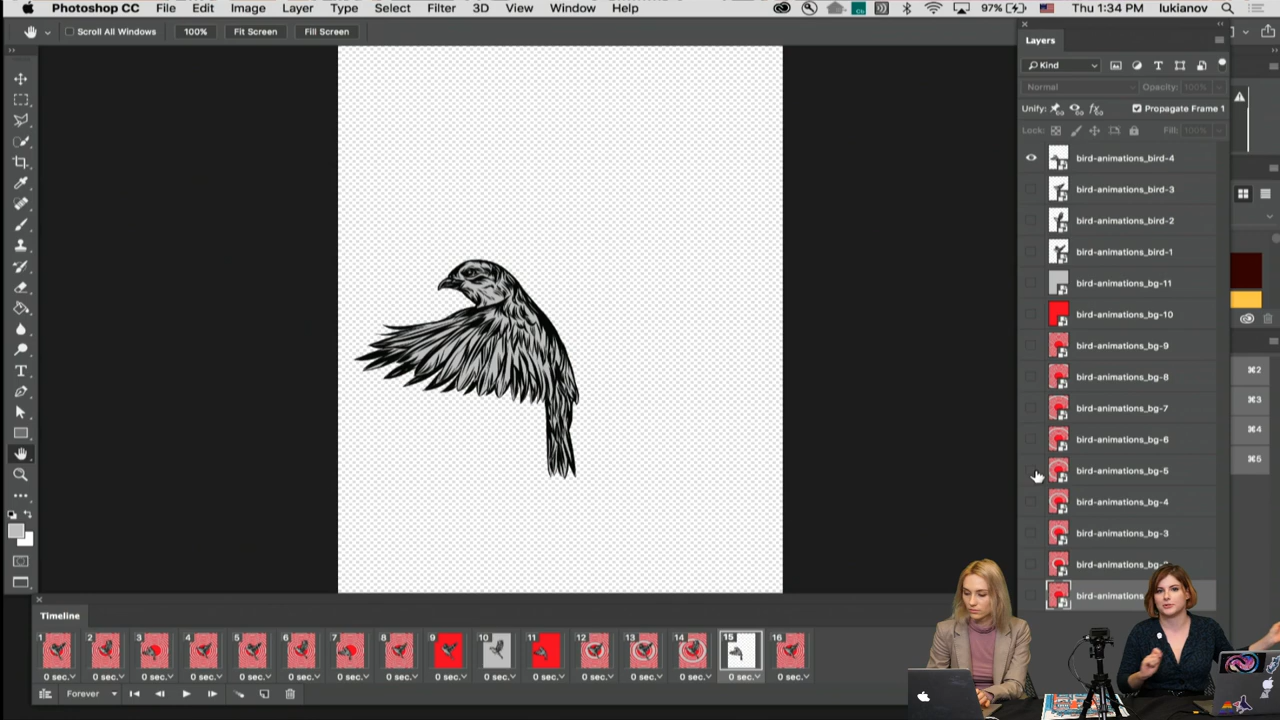 Photoshop CC File Edit Image Layer Type Select Filter 3D View Window Help 97% Thu 1:34 PM lukianov
Scroll All Windows 100% Fit Screen Fill Screen
Layers
Kind
Normal Opacity: 100%
Unify: Propagate Frame 1
Lock: Fill: 100%
bird-animations_bird-4
bird-animations_bird-3
bird-animations_bird-2
bird-animations_bird-1
bird-animations_bg-11
bird-animations_bg-10
bird-animations_bg-9
bird-animations_bg-8
bird-animations_bg-7
bird-animations_bg-6
bird-animations_bg-5
bird-animations_bg-4
bird-animations_bg-3
bird-animations_bg-
bird-animations
⌘2
⌘3
⌘4
⌘6
Timeline
1 2 3 4 5 6 7 8 9 10 11 12 13 14 15 16
0 sec. 0 sec. 0 sec. 0 sec. 0 sec. 0 sec. 0 sec. 0 sec. 0 sec. 0 sec. 0 sec. 0 sec. 0 sec. 0 sec. 0 sec. 0 sec.
Forever